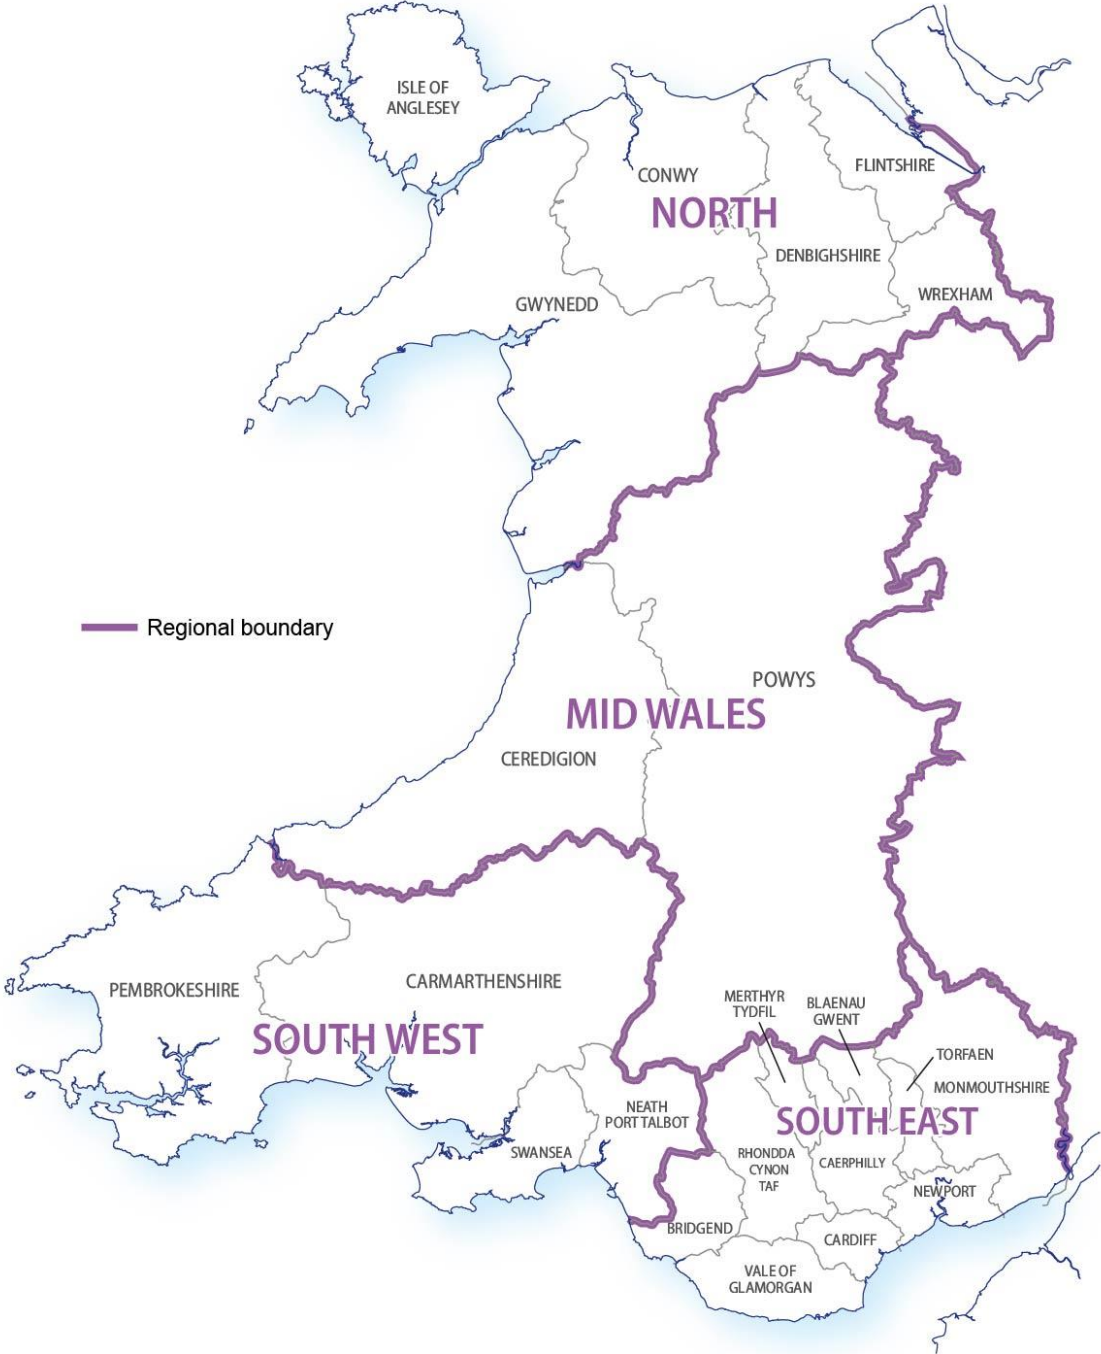 ISLE OF
ANGLESEY
FLINTSHIRE
CONWY
NORTH
DENBIGHSHIRE
WREXHAM
GWYNEDD
Regional boundary
POWYS
MID WALES
CEREDIGION
CARMARTHENSHIRE
PEMBROKESHIRE
SOUTH WEST
MERTHYR
TYDFIL
BLAENAU
GWENT
TORFAEN
MONMOUTHSHIRE
NEATH
PORT TALBOT
SOUTH EAST
SWANSEA
RHONDDA
CYNON
TAF
CAERPHILLY
NEWPORT
BRIDGEND
CARDIFF
VALE OF
GLAMORGAN